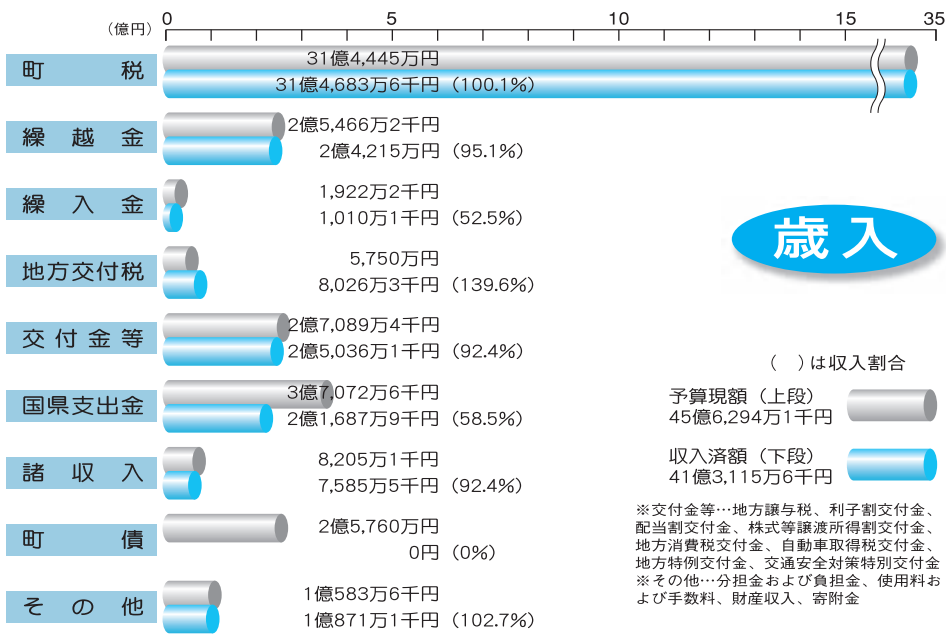 (億円)
0 5 10 15 35
町税
31億4,445万円
31億4,683万6千円(100.1%)
繰越金
2億5,466万2千円
2億4,215万円(95.1%)
繰入金
1,922万2千円
1,010万1千円(52.5%)
地方交付税
5,750万円
8,026万3千円(139.6%)
交付金等
2億7,089万4千円
2億5,036万1千円(92.4%)
国県支出金
3億7,072万6千円
2億1,687万9千円(58.5%)
諸収入
8,205万1千円
7,585万5千円(92.4%)
町債
2億5,760万円
0円(0%)
その他
1億583万6千円
1億871万1千円(102.7%)
歳入
( )は収入割合
予算現額(上段)
45億6,294万1千円
収入済額(下段)
41億3,115万6千円
※交付金等…地方譲与税、利子割交付金、
配当割交付金、株式等譲渡所得割交付金、
地方消費税交付金、自動車取得税交付金、
地方特例交付金、交通安全対策特別交付金
※その他…分担金および負担金、使用料お
よび手数料、財産収入、寄附金